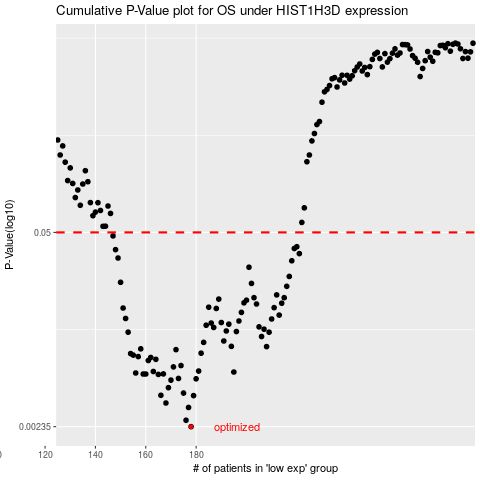 Cumulative P-Value plot for OS under HIST1H3D expression
P-Value(log10)
0.05
0.00235
optimized
0 120 140 160 180
# of patients in 'low exp' group